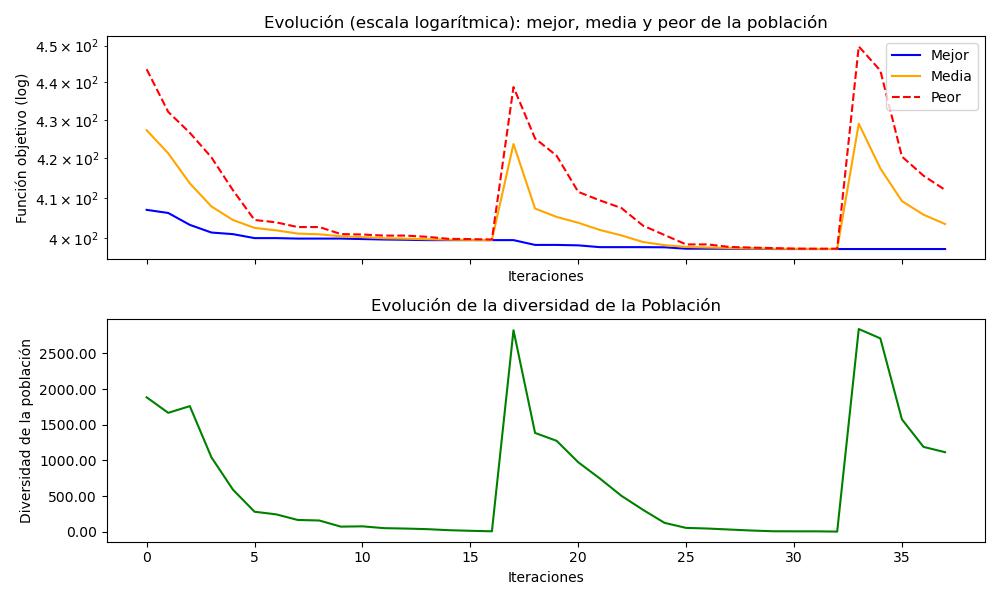 Evolución (escala logarítmica): mejor, media y peor de la población
Función objetivo (log)
4.5 × 10²
4.4 × 10²
4.3 × 10²
4.2 × 10²
4.1 × 10²
4 × 10²
Mejor
Media
Peor
Iteraciones
Evolución de la diversidad de la Población
Diversidad de la población
2500.00
2000.00
1500.00
1000.00
500.00
0.00
0 5 10 15 20 25 30 35
Iteraciones